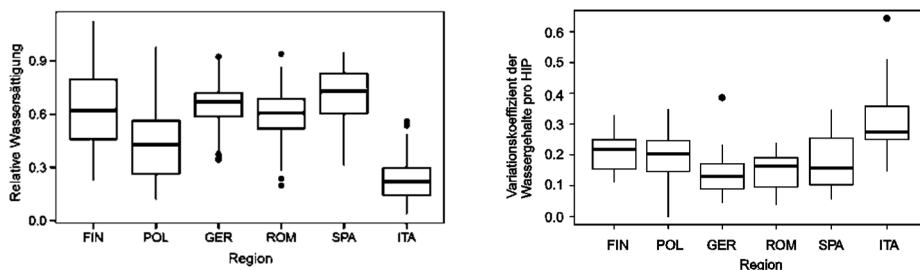 Relative Wassersättigung
0.9
0.6
0.3
0.0
FIN POL GER ROM SPA ITA
Region
Variationskoeffizient der
Wassergehalte pro HIP
0.6
0.5
0.4
0.3
0.2
0.1
0.0
FIN POL GER ROM SPA ITA
Region